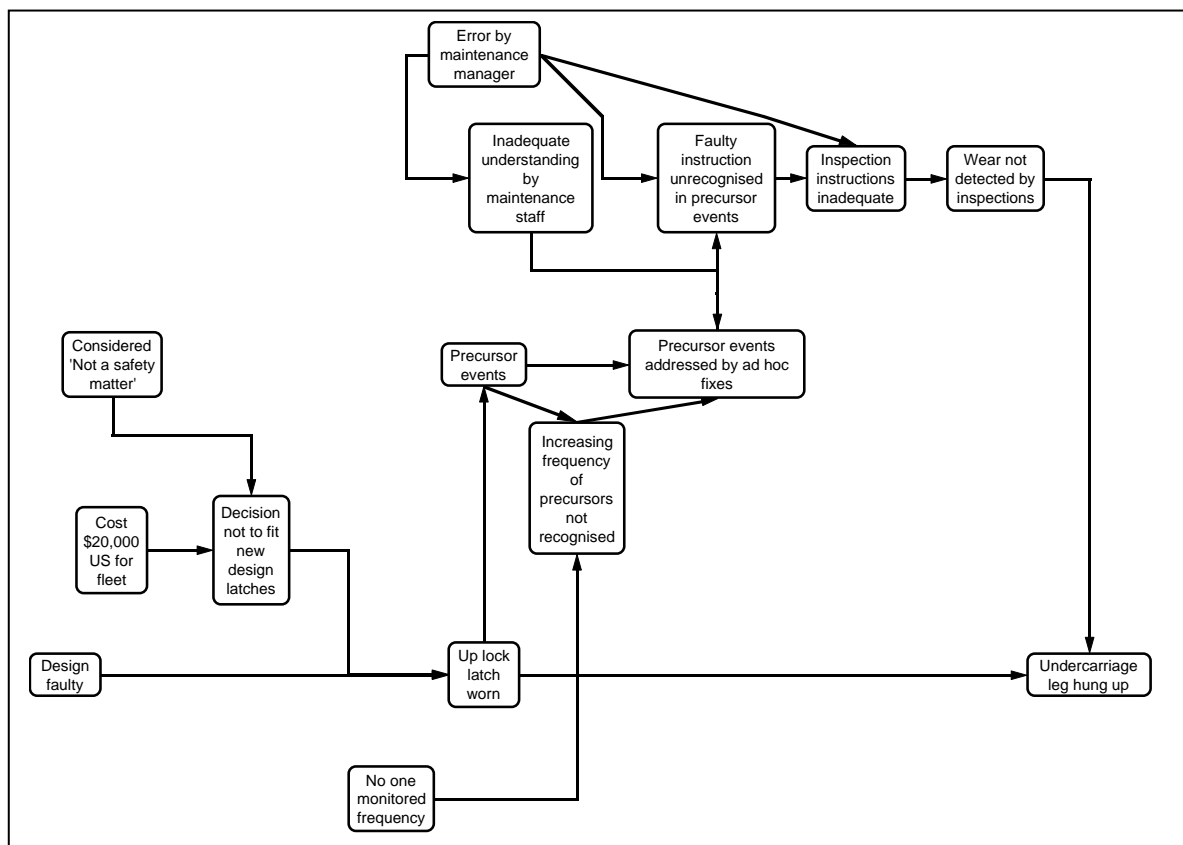 Error by
maintenance
manager
Inadequate
understanding
by
maintenance
staff
Faulty
instruction
unrecognised
in precursor
events
Inspection
instructions
inadequate
Wear not
detected by
inspections
Considered
'Not a safety
matter'
Precursor
events
Precursor events
addressed by ad hoc
fixes
Increasing
frequency
of
precursors
not
recognised
Cost
$20,000
US for
fleet
Decision
not to fit
new
design
latches
Design
faulty
Up lock
latch
worn
Undercarriage
leg hung up
No one
monitored
frequency